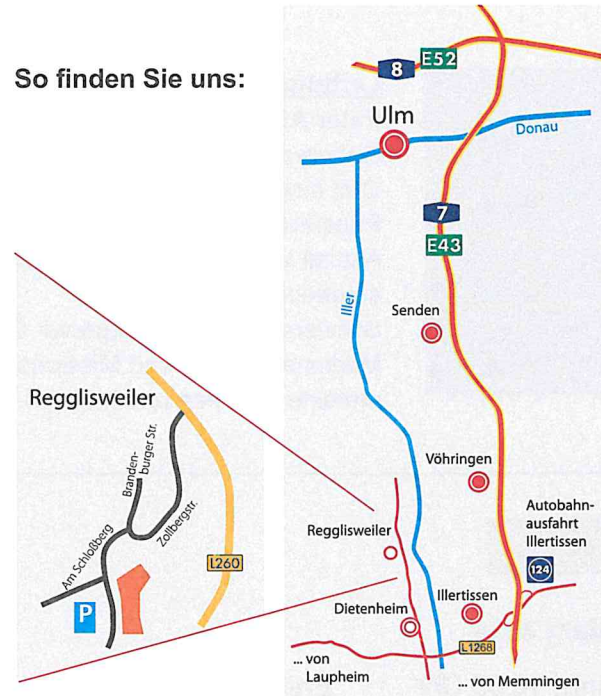 So finden Sie uns:
8
E52
Ulm
Donau
7
E43
Iller
Senden
Regglisweiler
Branden-
burger Str.
Zollbergstr.
Am Schloßberg
L260
P
Vöhringen
Autobahn-
ausfahrt
Illertissen
124
Regglisweiler
Illertissen
Dietenheim
L1268
... von
Laupheim
... von Memmingen